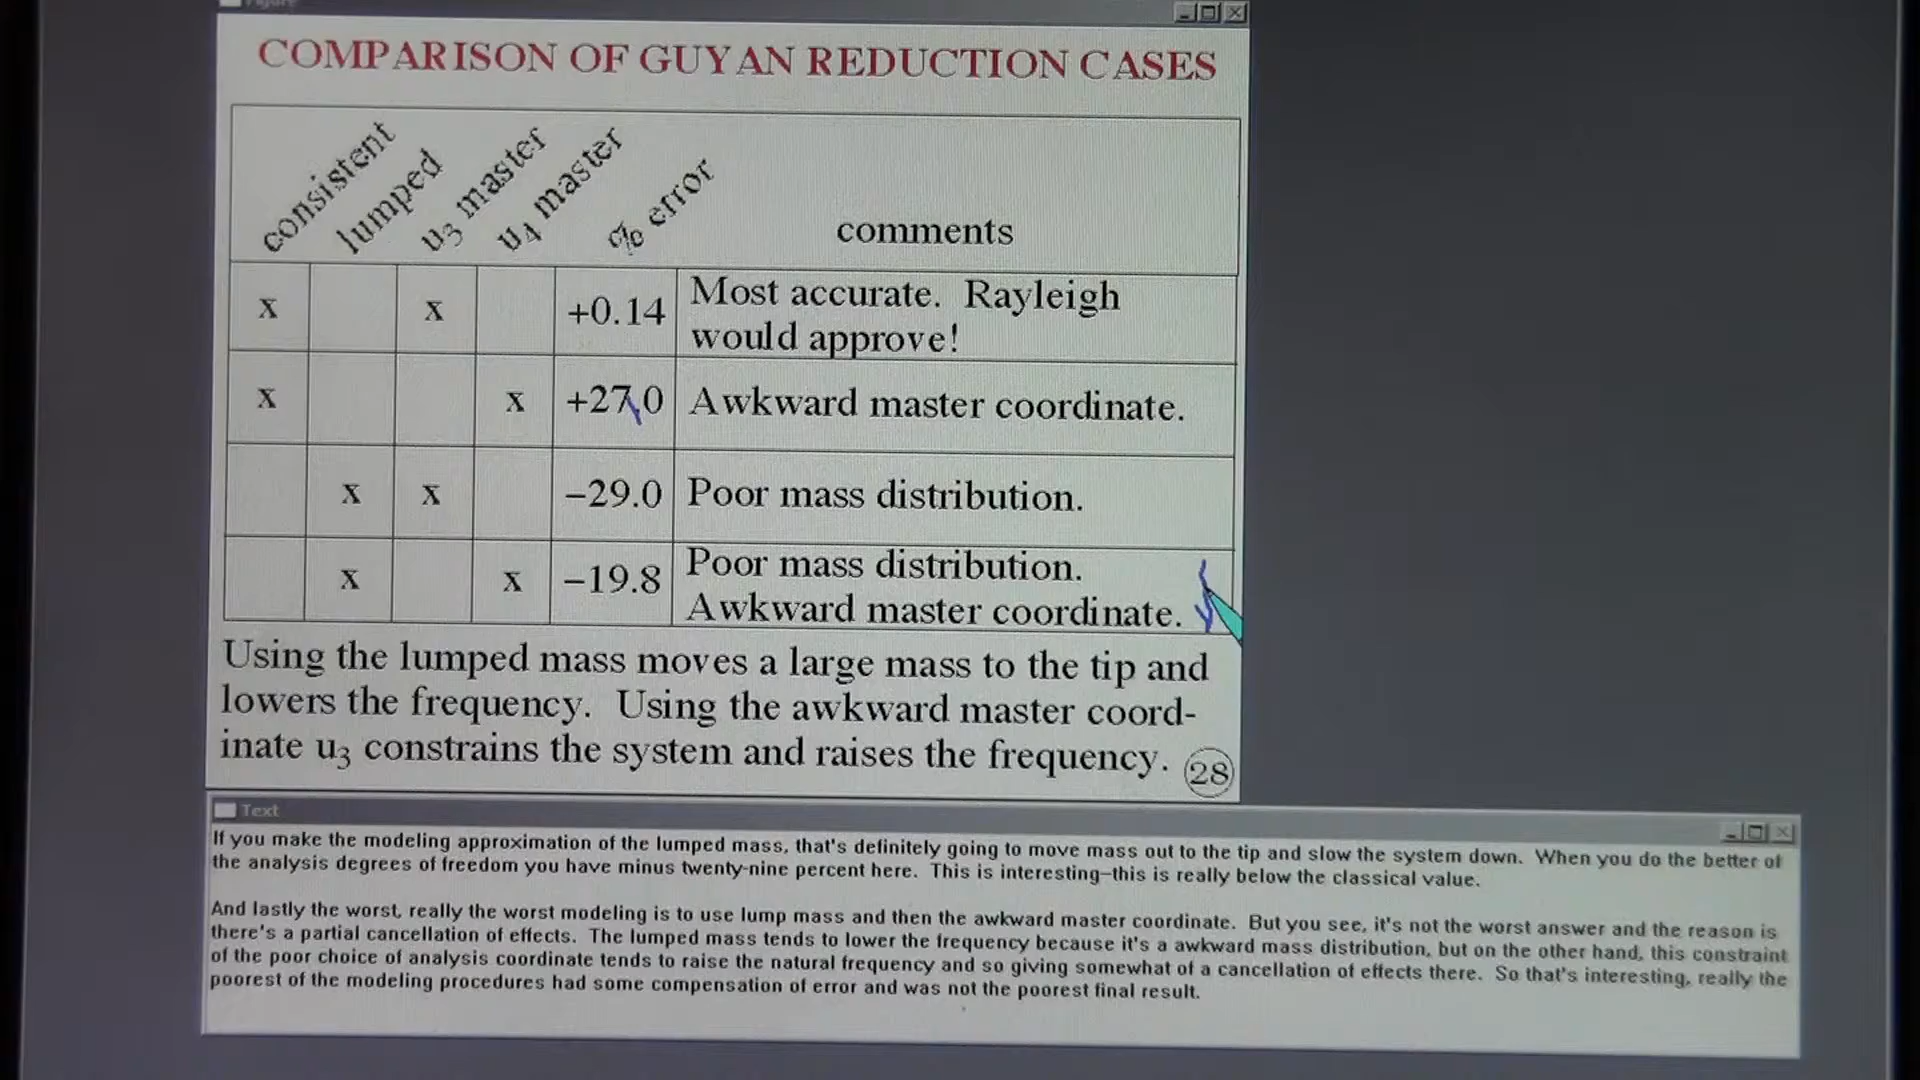 Figure
COMPARISON OF GUYAN REDUCTION CASES
consistent
lumped
u3 master
u4 master
% error
comments
x x +0.14 Most accurate. Rayleigh
would approve!
x x +27.0 Awkward master coordinate.
x x −29.0 Poor mass distribution.
x x −19.8 Poor mass distribution.
Awkward master coordinate.
Using the lumped mass moves a large mass to the tip and
lowers the frequency. Using the awkward master coord-
inate u3 constrains the system and raises the frequency.
28
Text
If you make the modeling approximation of the lumped mass, that's definitely going to move mass out to the tip and slow the system down. When you do the better of
the analysis degrees of freedom you have minus twenty-nine percent here. This is interesting–this is really below the classical value.
And lastly the worst, really the worst modeling is to use lump mass and then the awkward master coordinate. But you see, it's not the worst answer and the reason is
there's a partial cancellation of effects. The lumped mass tends to lower the frequency because it's a awkward mass distribution, but on the other hand, this constraint
of the poor choice of analysis coordinate tends to raise the natural frequency and so giving somewhat of a cancellation of effects there. So that's interesting, really the
poorest of the modeling procedures had some compensation of error and was not the poorest final result.